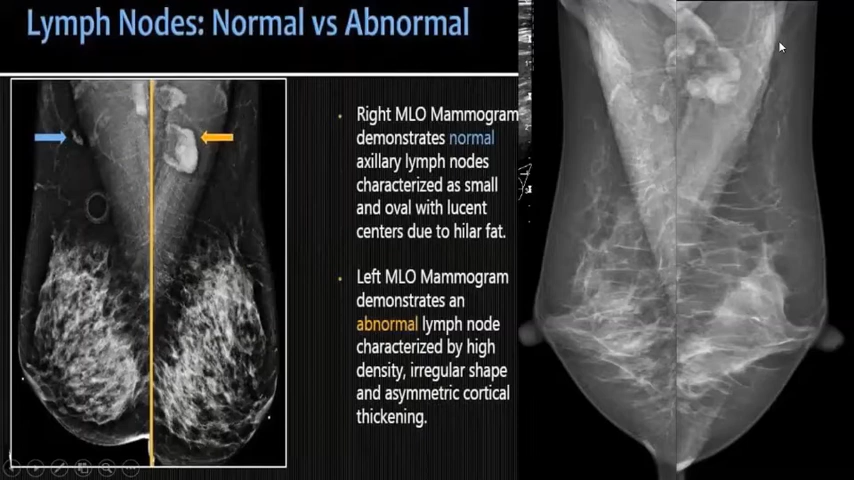 Lymph Nodes: Normal vs Abnormal
Right MLO Mammogram
demonstrates normal
axillary lymph nodes
characterized as small
and oval with lucent
centers due to hilar fat.
Left MLO Mammogram
demonstrates an
abnormal lymph node
characterized by high
density, irregular shape
and asymmetric cortical
thickening.